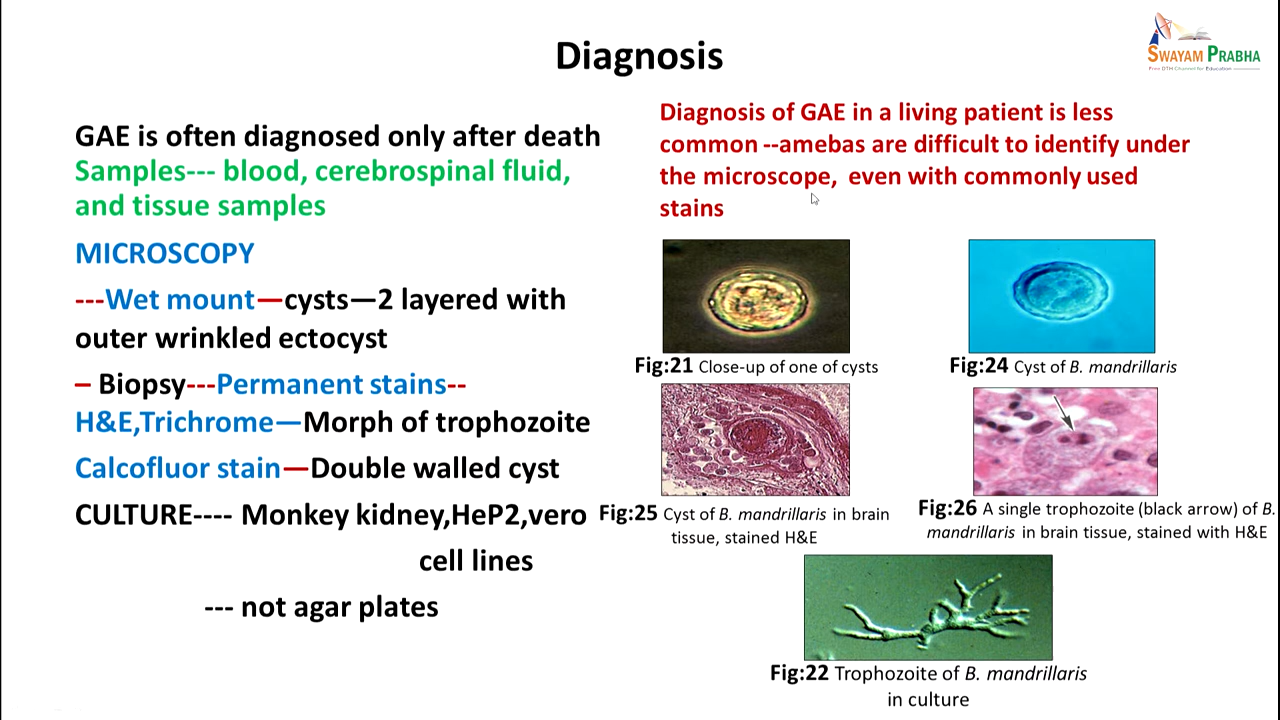 Diagnosis
SWAYAM PRABHA
Free DTH Channel for Education
GAE is often diagnosed only after death
Samples--- blood, cerebrospinal fluid,
and tissue samples
MICROSCOPY
---Wet mount—cysts—2 layered with
outer wrinkled ectocyst
– Biopsy---Permanent stains--
H&E,Trichrome—Morph of trophozoite
Calcofluor stain—Double walled cyst
CULTURE---- Monkey kidney,HeP2,vero
cell lines
--- not agar plates
Diagnosis of GAE in a living patient is less
common --amebas are difficult to identify under
the microscope, even with commonly used
stains
Fig:21 Close-up of one of cysts
Fig:24 Cyst of B. mandrillaris
Fig:25 Cyst of B. mandrillaris in brain
tissue, stained H&E
Fig:26 A single trophozoite (black arrow) of B.
mandrillaris in brain tissue, stained with H&E
Fig:22 Trophozoite of B. mandrillaris
in culture